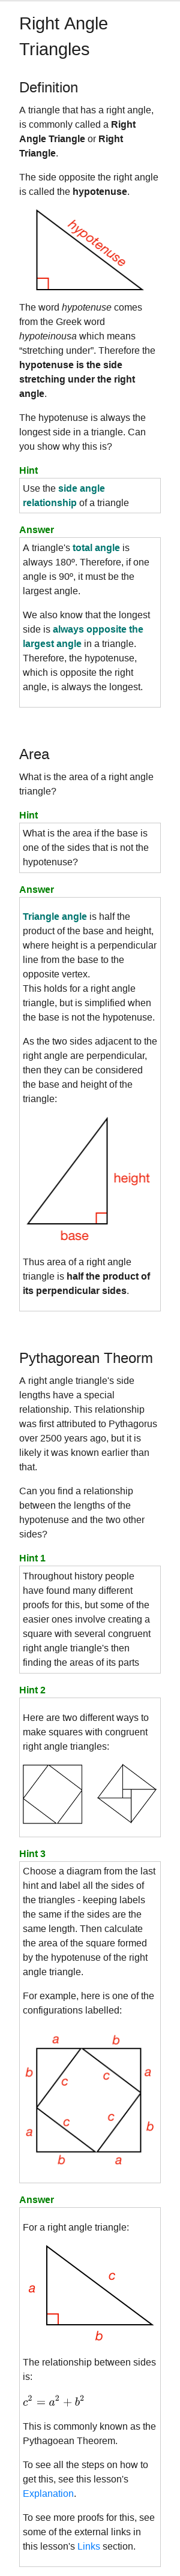 Right Angle
Triangles
Definition
A triangle that has a right angle,
is commonly called a Right
Angle Triangle or Right
Triangle.
The side opposite the right angle
is called the hypotenuse.
hypotenuse
The word hypotenuse comes
from the Greek word
hypoteinousa which means
“stretching under”. Therefore the
hypotenuse is the side
stretching under the right
angle.
The hypotenuse is always the
longest side in a triangle. Can
you show why this is?
Hint
Use the side angle
relationship of a triangle
Answer
A triangle's total angle is
always 180º. Therefore, if one
angle is 90º, it must be the
largest angle.
We also know that the longest
side is always opposite the
largest angle in a triangle.
Therefore, the hypotenuse,
which is opposite the right
angle, is always the longest.
Area
What is the area of a right angle
triangle?
Hint
What is the area if the base is
one of the sides that is not the
hypotenuse?
Answer
Triangle angle is half the
product of the base and height,
where height is a perpendicular
line from the base to the
opposite vertex.
This holds for a right angle
triangle, but is simplified when
the base is not the hypotenuse.
As the two sides adjacent to the
right angle are perpendicular,
then they can be considered
the base and height of the
triangle:
height
base
Thus area of a right angle
triangle is half the product of
its perpendicular sides.
Pythagorean Theorm
A right angle triangle's side
lengths have a special
relationship. This relationship
was first attributed to Pythagorus
over 2500 years ago, but it is
likely it was known earlier than
that.
Can you find a relationship
between the lengths of the
hypotenuse and the two other
sides?
Hint 1
Throughout history people
have found many different
proofs for this, but some of the
easier ones involve creating a
square with several congruent
right angle triangle's then
finding the areas of its parts
Hint 2
Here are two different ways to
make squares with congruent
right angle triangles:
Hint 3
Choose a diagram from the last
hint and label all the sides of
the triangles - keeping labels
the same if the sides are the
same length. Then calculate
the area of the square formed
by the hypotenuse of the right
angle triangle.
For example, here is one of the
configurations labelled:
a b
b c c a
a c c b
b a
Answer
For a right angle triangle:
a c
b
The relationship between sides
is:
c² = a² + b²
This is commonly known as the
Pythagoean Theorem.
To see all the steps on how to
get this, see this lesson's
Explanation.
To see more proofs for this, see
some of the external links in
this lesson's Links section.